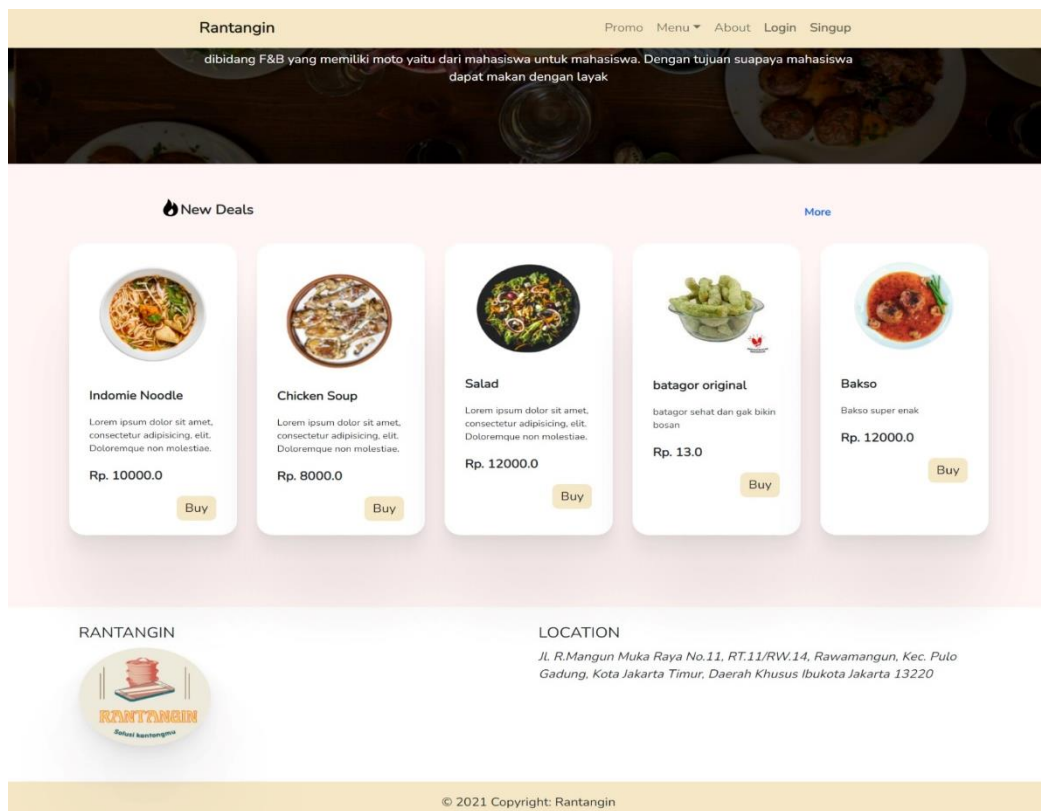 Rantangin
Promo Menu About Login Singup
dibidang F&B yang memiliki moto yaitu dari mahasiswa untuk mahasiswa. Dengan tujuan suapaya mahasiswa
dapat makan dengan layak
New Deals
More
Indomie Noodle
Lorem ipsum dolor sit amet,
consectetur adipisicing, elit.
Doloremque non molestiae.
Rp. 10000.0
Buy
Chicken Soup
Lorem ipsum dolor sit amet,
consectetur adipisicing, elit.
Doloremque non molestiae.
Rp. 8000.0
Buy
Salad
Lorem ipsum dolor sit amet,
consectetur adipisicing, elit.
Doloremque non molestiae.
Rp. 12000.0
Buy
batagor original
batagor sehat dan gak bikin
bosan
Rp. 13.0
Buy
Bakso
Bakso super enak
Rp. 12000.0
Buy
RANTANGIN
RANTANGIN
Solusi kantongmu
LOCATION
Jl. R.Mangun Muka Raya No.11, RT.11/RW.14, Rawamangun, Kec. Pulo
Gadung, Kota Jakarta Timur, Daerah Khusus Ibukota Jakarta 13220
© 2021 Copyright: Rantangin